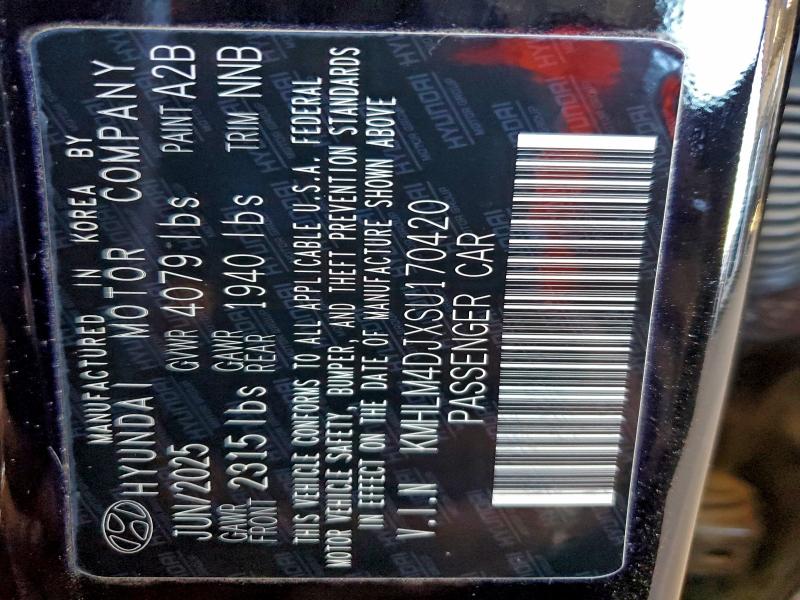 MANUFACTURED IN KOREA BY
HYUNDAI MOTOR COMPANY
JUN/2025 GVWR 4079 lbs PAINT A2B
GAWR FRONT 2315 lbs GAWR REAR 1940 lbs TRIM NNB
THIS VEHICLE CONFORMS TO ALL APPLICABLE U.S.A. FEDERAL
MOTOR VEHICLE SAFETY, BUMPER, AND THEFT PREVENTION STANDARDS
IN EFFECT ON THE DATE OF MANUFACTURE SHOWN ABOVE
V.I.N KMHLM4DJXSU170420
PASSENGER CAR